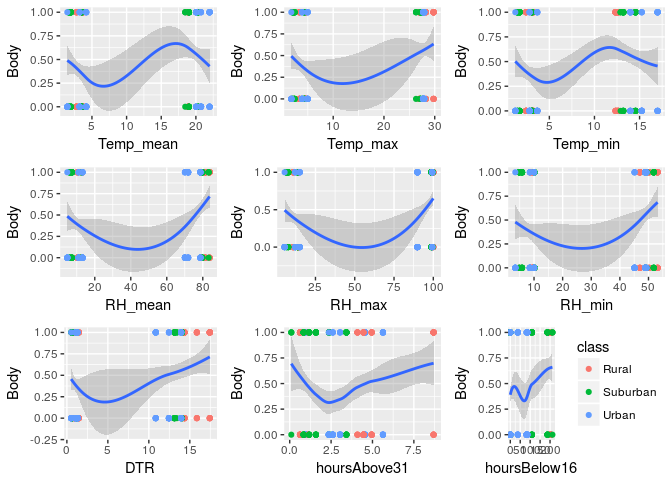 1.00
0.75
0.50
0.25
0.00
Body
5 10 15 20
Temp_mean
1.00
0.75
0.50
0.25
0.00
Body
10 20 30
Temp_max
1.00
0.75
0.50
0.25
0.00
Body
5 10 15
Temp_min
1.00
0.75
0.50
0.25
0.00
Body
20 40 60 80
RH_mean
1.0
0.5
0.0
Body
25 50 75 100
RH_max
1.00
0.75
0.50
0.25
0.00
Body
10 20 30 40 50
RH_min
1.00
0.75
0.50
0.25
0.00
-0.25
Body
0 5 10 15
DTR
1.00
0.75
0.50
0.25
0.00
Body
0.0 2.5 5.0 7.5
hoursAbove31
1.00
0.75
0.50
0.25
0.00
Body
0 50 100 150 200
hoursBelow16
class
Rural
Suburban
Urban